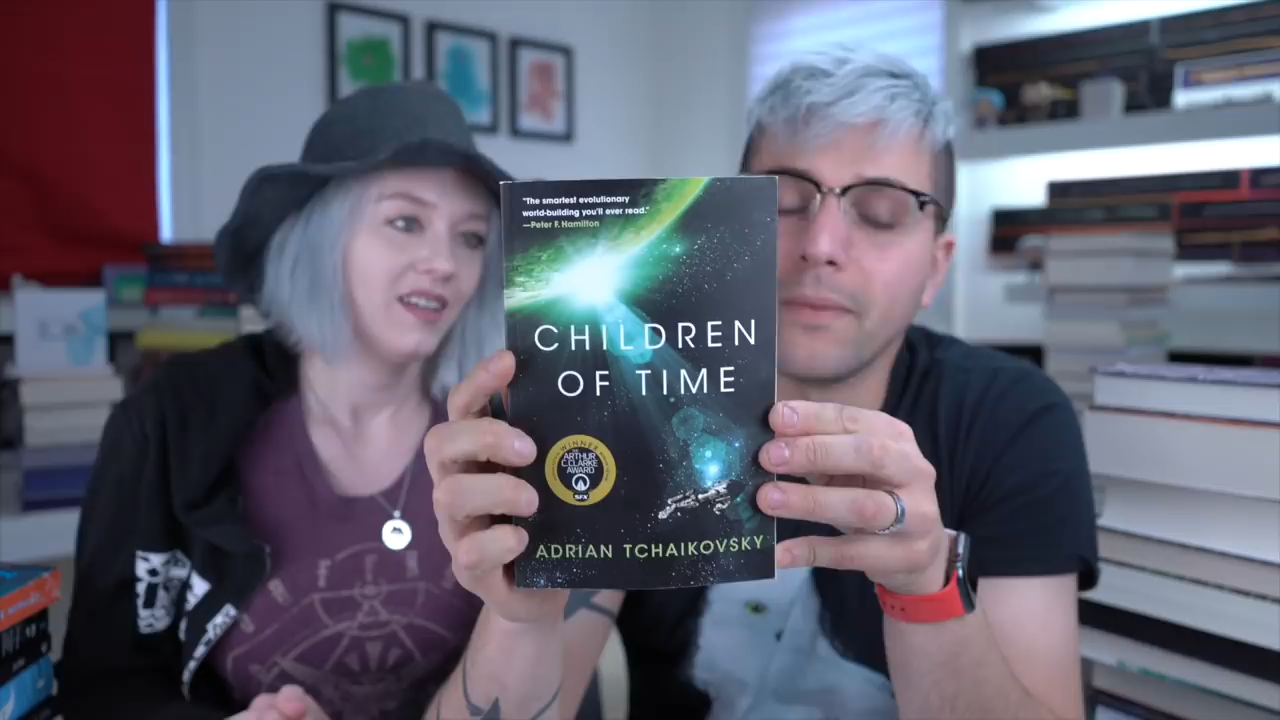 "The smartest evolutionary
world-building you'll ever read."
—Peter F. Hamilton
CHILDREN
OF TIME
WINNER
ARTHUR
C.CLARKE
AWARD
SFX
ADRIAN TCHAIKOVSKY